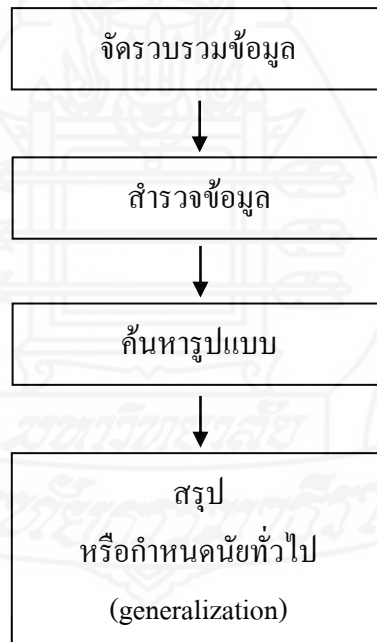 จัดรวบรวมข้อมูล
สำรวจข้อมูล
ค้นหารูปแบบ
สรุป
หรือกำหนดนัยทั่วไป
(generalization)